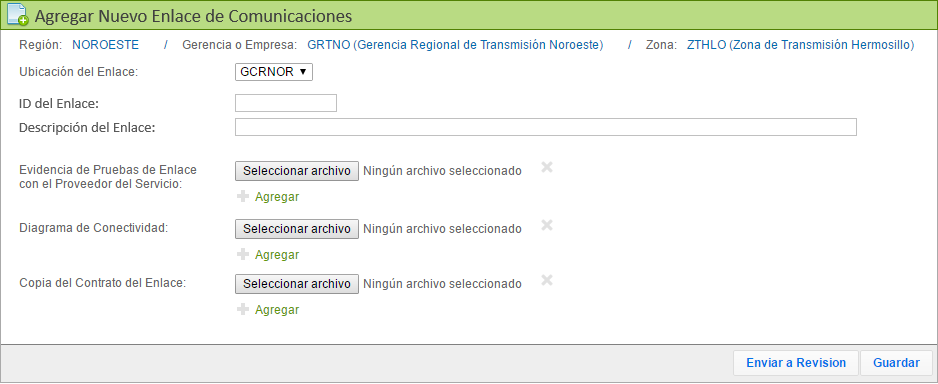 Agregar Nuevo Enlace de Comunicaciones
Región: NOROESTE / Gerencia o Empresa: GRTNO (Gerencia Regional de Transmisión Noroeste) / Zona: ZTHLO (Zona de Transmisión Hermosillo)
Ubicación del Enlace: GCRNOR
ID del Enlace:
Descripción del Enlace:
Evidencia de Pruebas de Enlace
con el Proveedor del Servicio: Seleccionar archivo Ningún archivo seleccionado
Agregar
Diagrama de Conectividad: Seleccionar archivo Ningún archivo seleccionado
Agregar
Copia del Contrato del Enlace: Seleccionar archivo Ningún archivo seleccionado
Agregar
Enviar a Revision Guardar